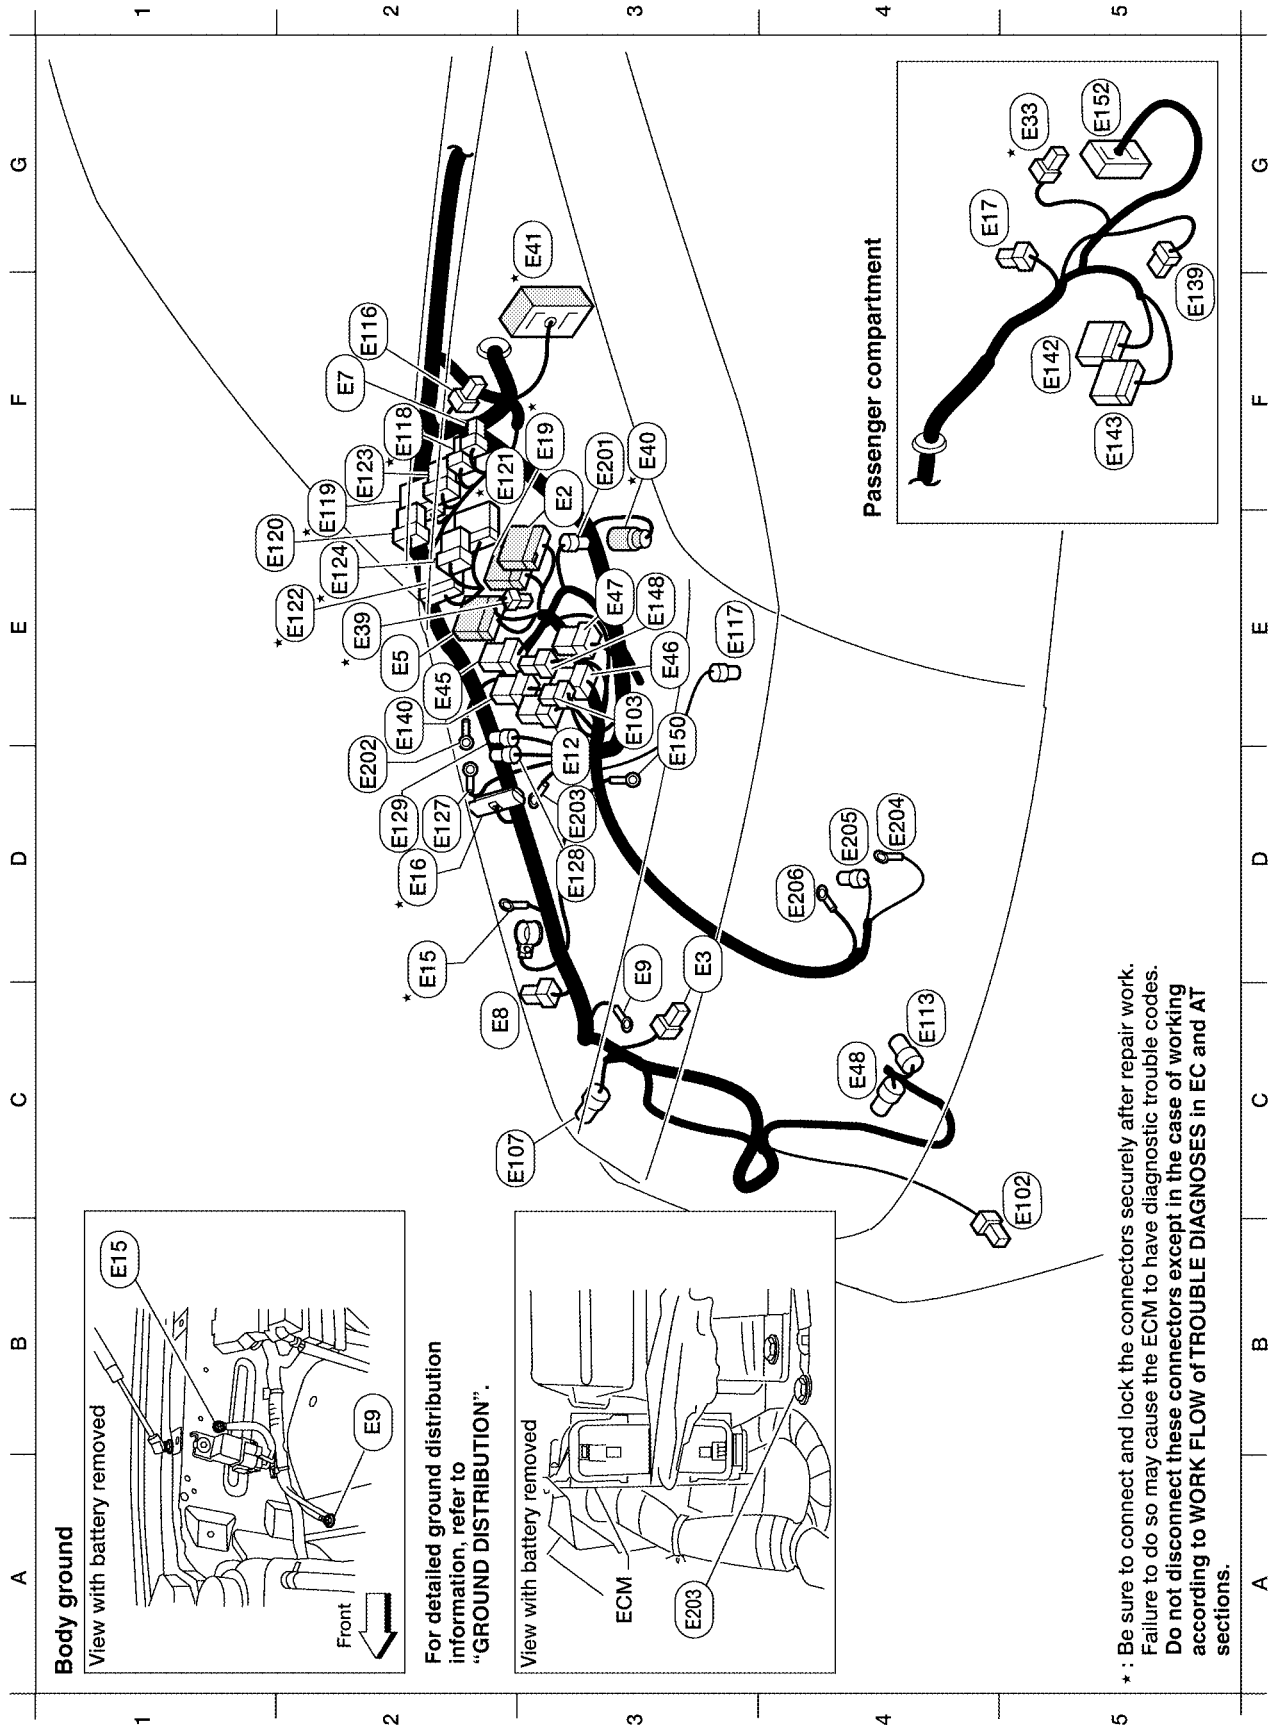 A B C D E F G
1
2
3
4
5
Body ground
View with battery removed
E15
E9
Front
For detailed ground distribution
information, refer to
“GROUND DISTRIBUTION”.
View with battery removed
ECM
E203
E107
E8
★
E15
★
E16
E129
E127
E202
E140
E45
E5
★
E39
★
E122
★
E124
E120
★
E119
E123
★
E118
E7
E116
★
E41
★
E121
★
E19
E2
E201
★
E40
E47
E148
E46
E103
E150
E117
E12
E203
E128
E9
E3
E206
E205
E204
E48
E113
E102
Passenger compartment
E17
★
E33
E152
E142
E143
E139
★ : Be sure to connect and lock the connectors securely after repair work.
Failure to do so may cause the ECM to have diagnostic trouble codes.
Do not disconnect these connectors except in the case of working
according to WORK FLOW of TROUBLE DIAGNOSES in EC and AT
sections.
A B C D E F G
1
2
3
4
5